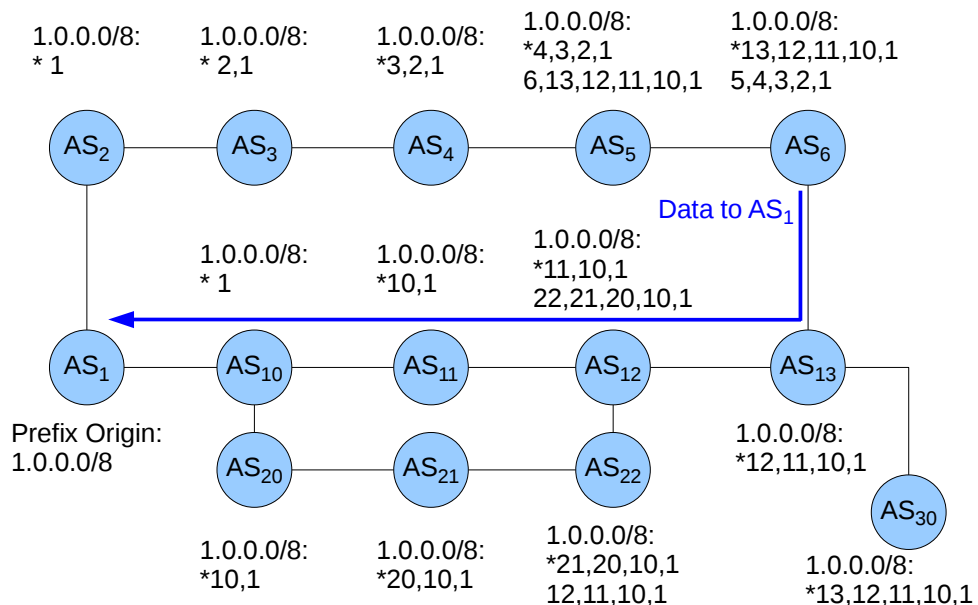 1.0.0.0/8:
* 1
1.0.0.0/8:
* 2,1
1.0.0.0/8:
*3,2,1
1.0.0.0/8:
*4,3,2,1
6,13,12,11,10,1
1.0.0.0/8:
*13,12,11,10,1
5,4,3,2,1
AS2
AS3
AS4
AS5
AS6
Data to AS1
1.0.0.0/8:
* 1
1.0.0.0/8:
*10,1
1.0.0.0/8:
*11,10,1
22,21,20,10,1
AS1
AS10
AS11
AS12
AS13
Prefix Origin:
1.0.0.0/8
1.0.0.0/8:
*12,11,10,1
AS20
AS21
AS22
AS30
1.0.0.0/8:
*10,1
1.0.0.0/8:
*20,10,1
1.0.0.0/8:
*21,20,10,1
12,11,10,1
1.0.0.0/8:
*13,12,11,10,1